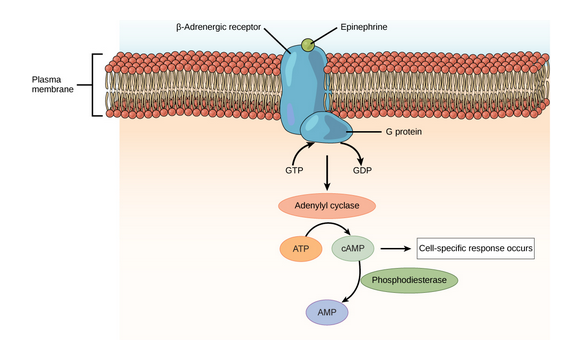 β-Adrenergic receptor
Epinephrine
Plasma
membrane
G protein
GTP
GDP
Adenylyl cyclase
ATP
cAMP
Cell-specific response occurs
Phosphodiesterase
AMP